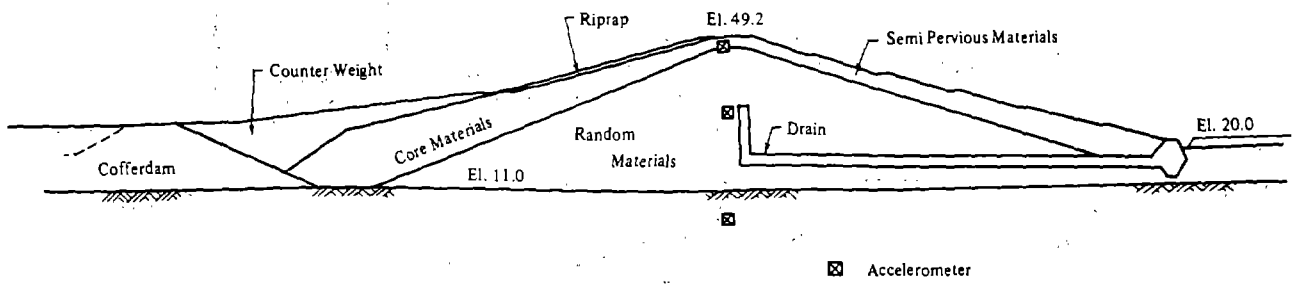 El. 49.2
Riprap
Semi Pervious Materials
Counter Weight
El. 20.0
Core Materials
Random
Materials
Drain
Cofferdam
El. 11.0
Accelerometer